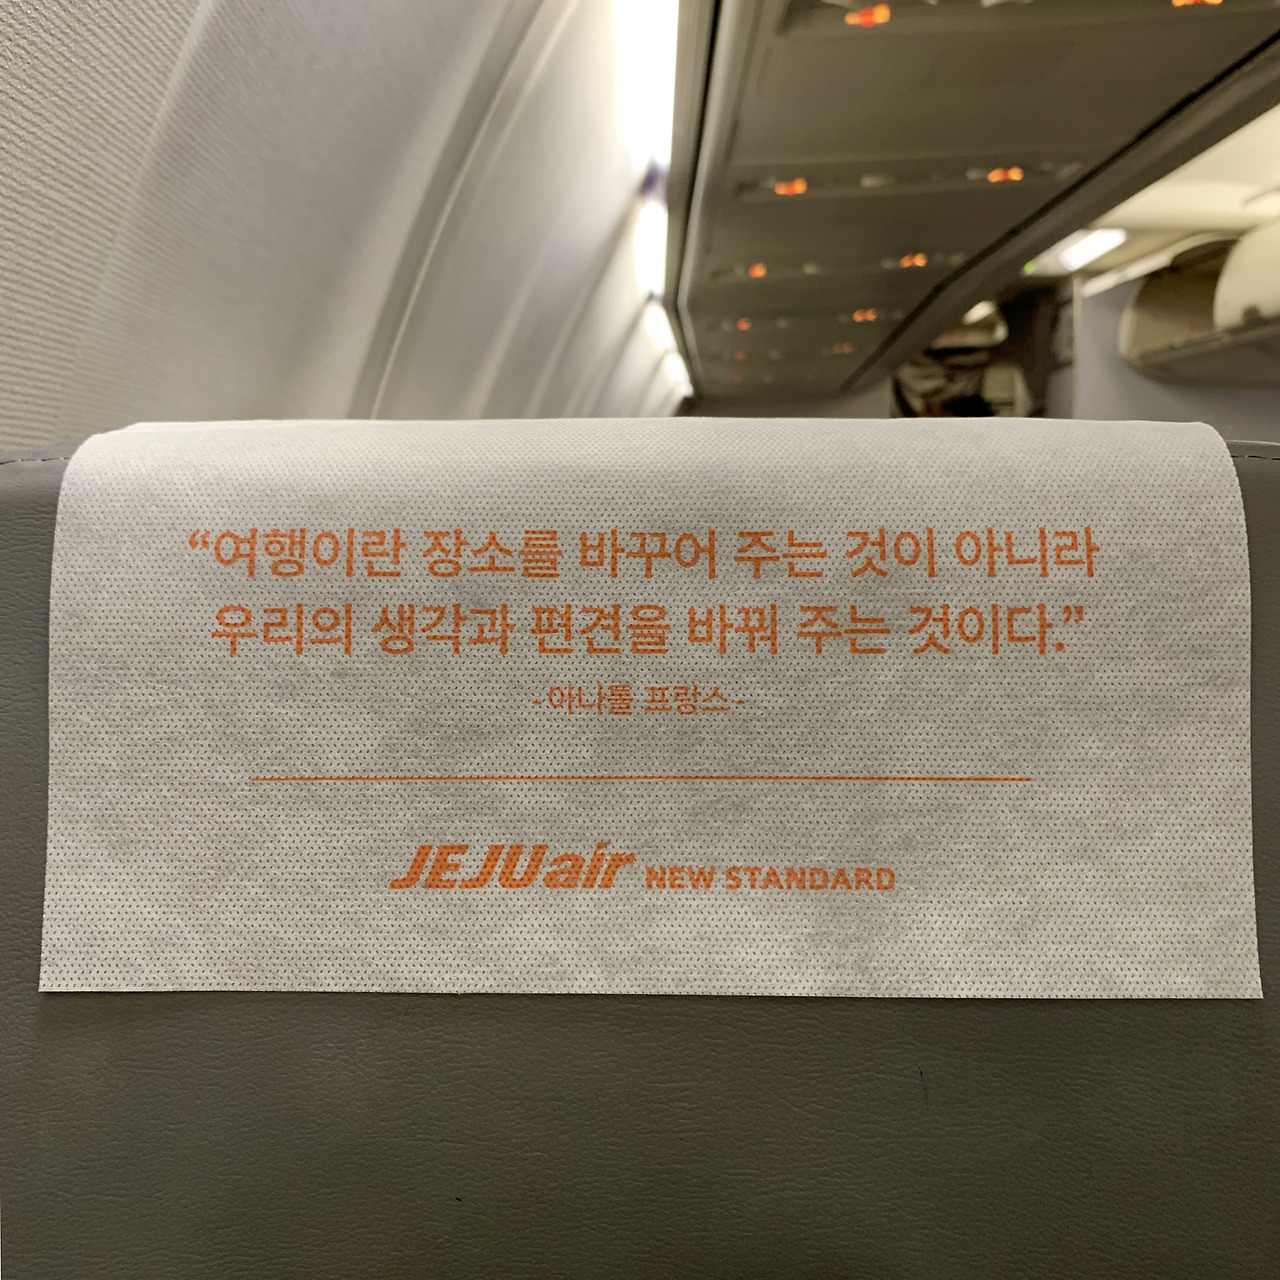 “여행이란 장소를 바꾸어 주는 것이 아니라
우리의 생각과 편견을 바꿔 주는 것이다.”
-아나톨 프랑스-
JEJUair NEW STANDARD